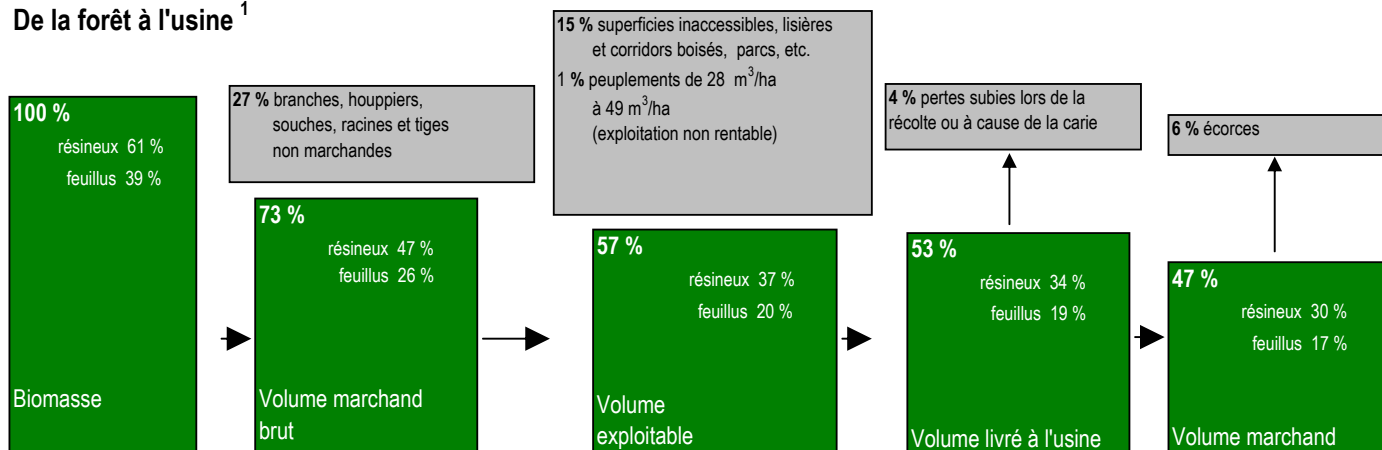 De la forêt à l'usine ¹
100 %
résineux 61 %
feuillus 39 %
Biomasse
27 % branches, houppiers,
souches, racines et tiges
non marchandes
73 %
résineux 47 %
feuillus 26 %
Volume marchand
brut
15 % superficies inaccessibles, lisières
et corridors boisés, parcs, etc.
1 % peuplements de 28 m³/ha
à 49 m³/ha
(exploitation non rentable)
57 %
résineux 37 %
feuillus 20 %
Volume
exploitable
4 % pertes subies lors de la
récolte ou à cause de la carie
53 %
résineux 34 %
feuillus 19 %
Volume livré à l'usine
6 % écorces
47 %
résineux 30 %
feuillus 17 %
Volume marchand